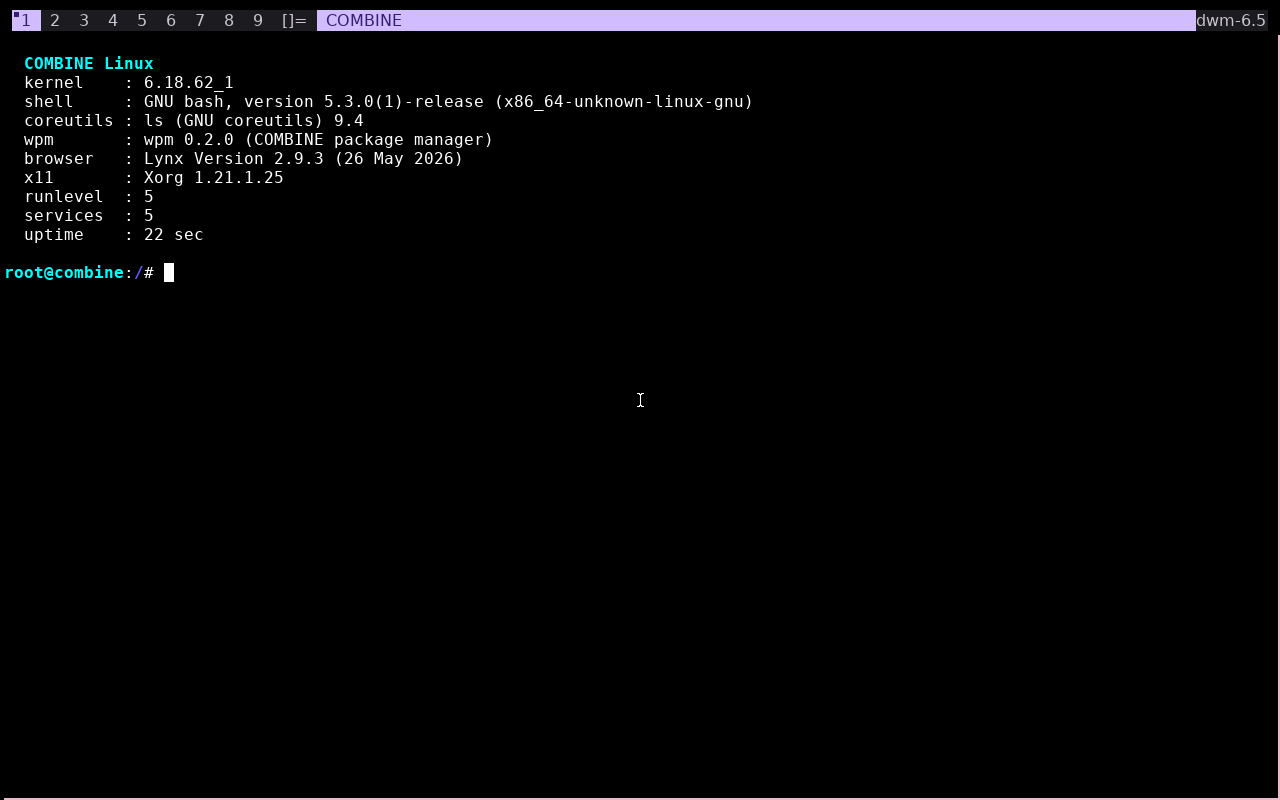 1 2 3 4 5 6 7 8 9 []= COMBINE dwm-6.5
COMBINE Linux
kernel    : 6.18.62_1
shell     : GNU bash, version 5.3.0(1)-release (x86_64-unknown-linux-gnu)
coreutils : ls (GNU coreutils) 9.4
wpm       : wpm 0.2.0 (COMBINE package manager)
browser   : Lynx Version 2.9.3 (26 May 2026)
x11       : Xorg 1.21.1.25
runlevel  : 5
services  : 5
uptime    : 22 sec
root@combine:/#